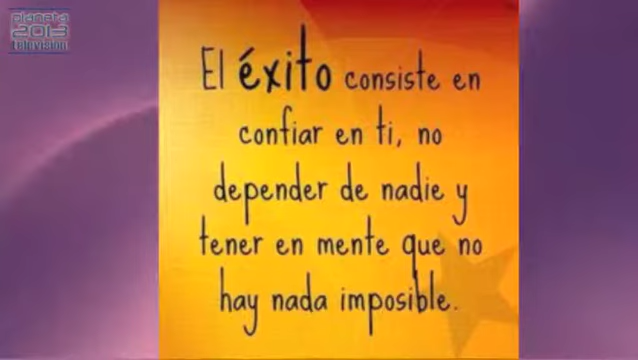 planeta
2013
Televisión
El éxito consiste en
confiar en ti, no
depender de nadie y
tener en mente que no
hay nada imposible.